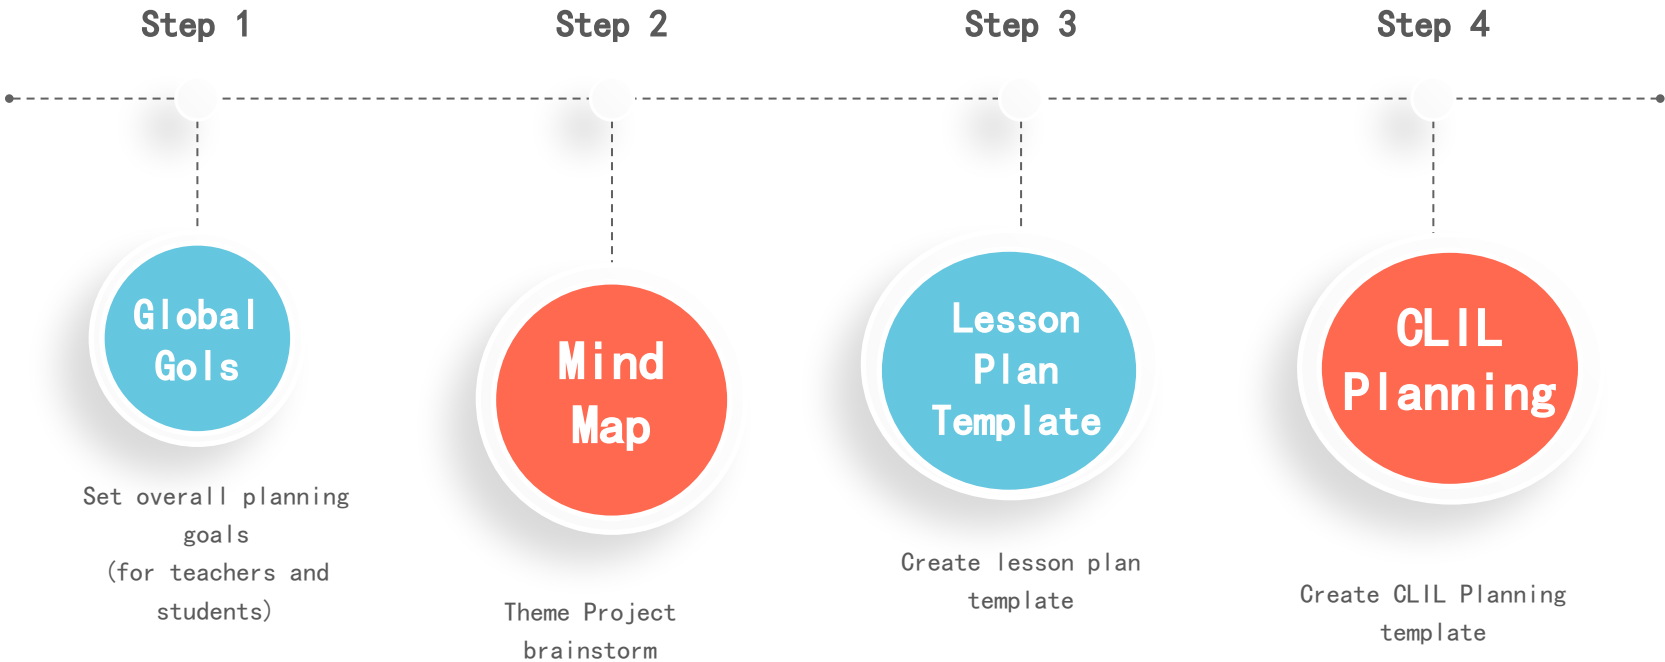 Step 1
Step 2
Step 3
Step 4
Global
Gols
Set overall planning
goals
(for teachers and
students)
Mind
Map
Theme Project
brainstorm
Lesson
Plan
Template
Create lesson plan
template
CLIL
Planning
Create CLIL Planning
template